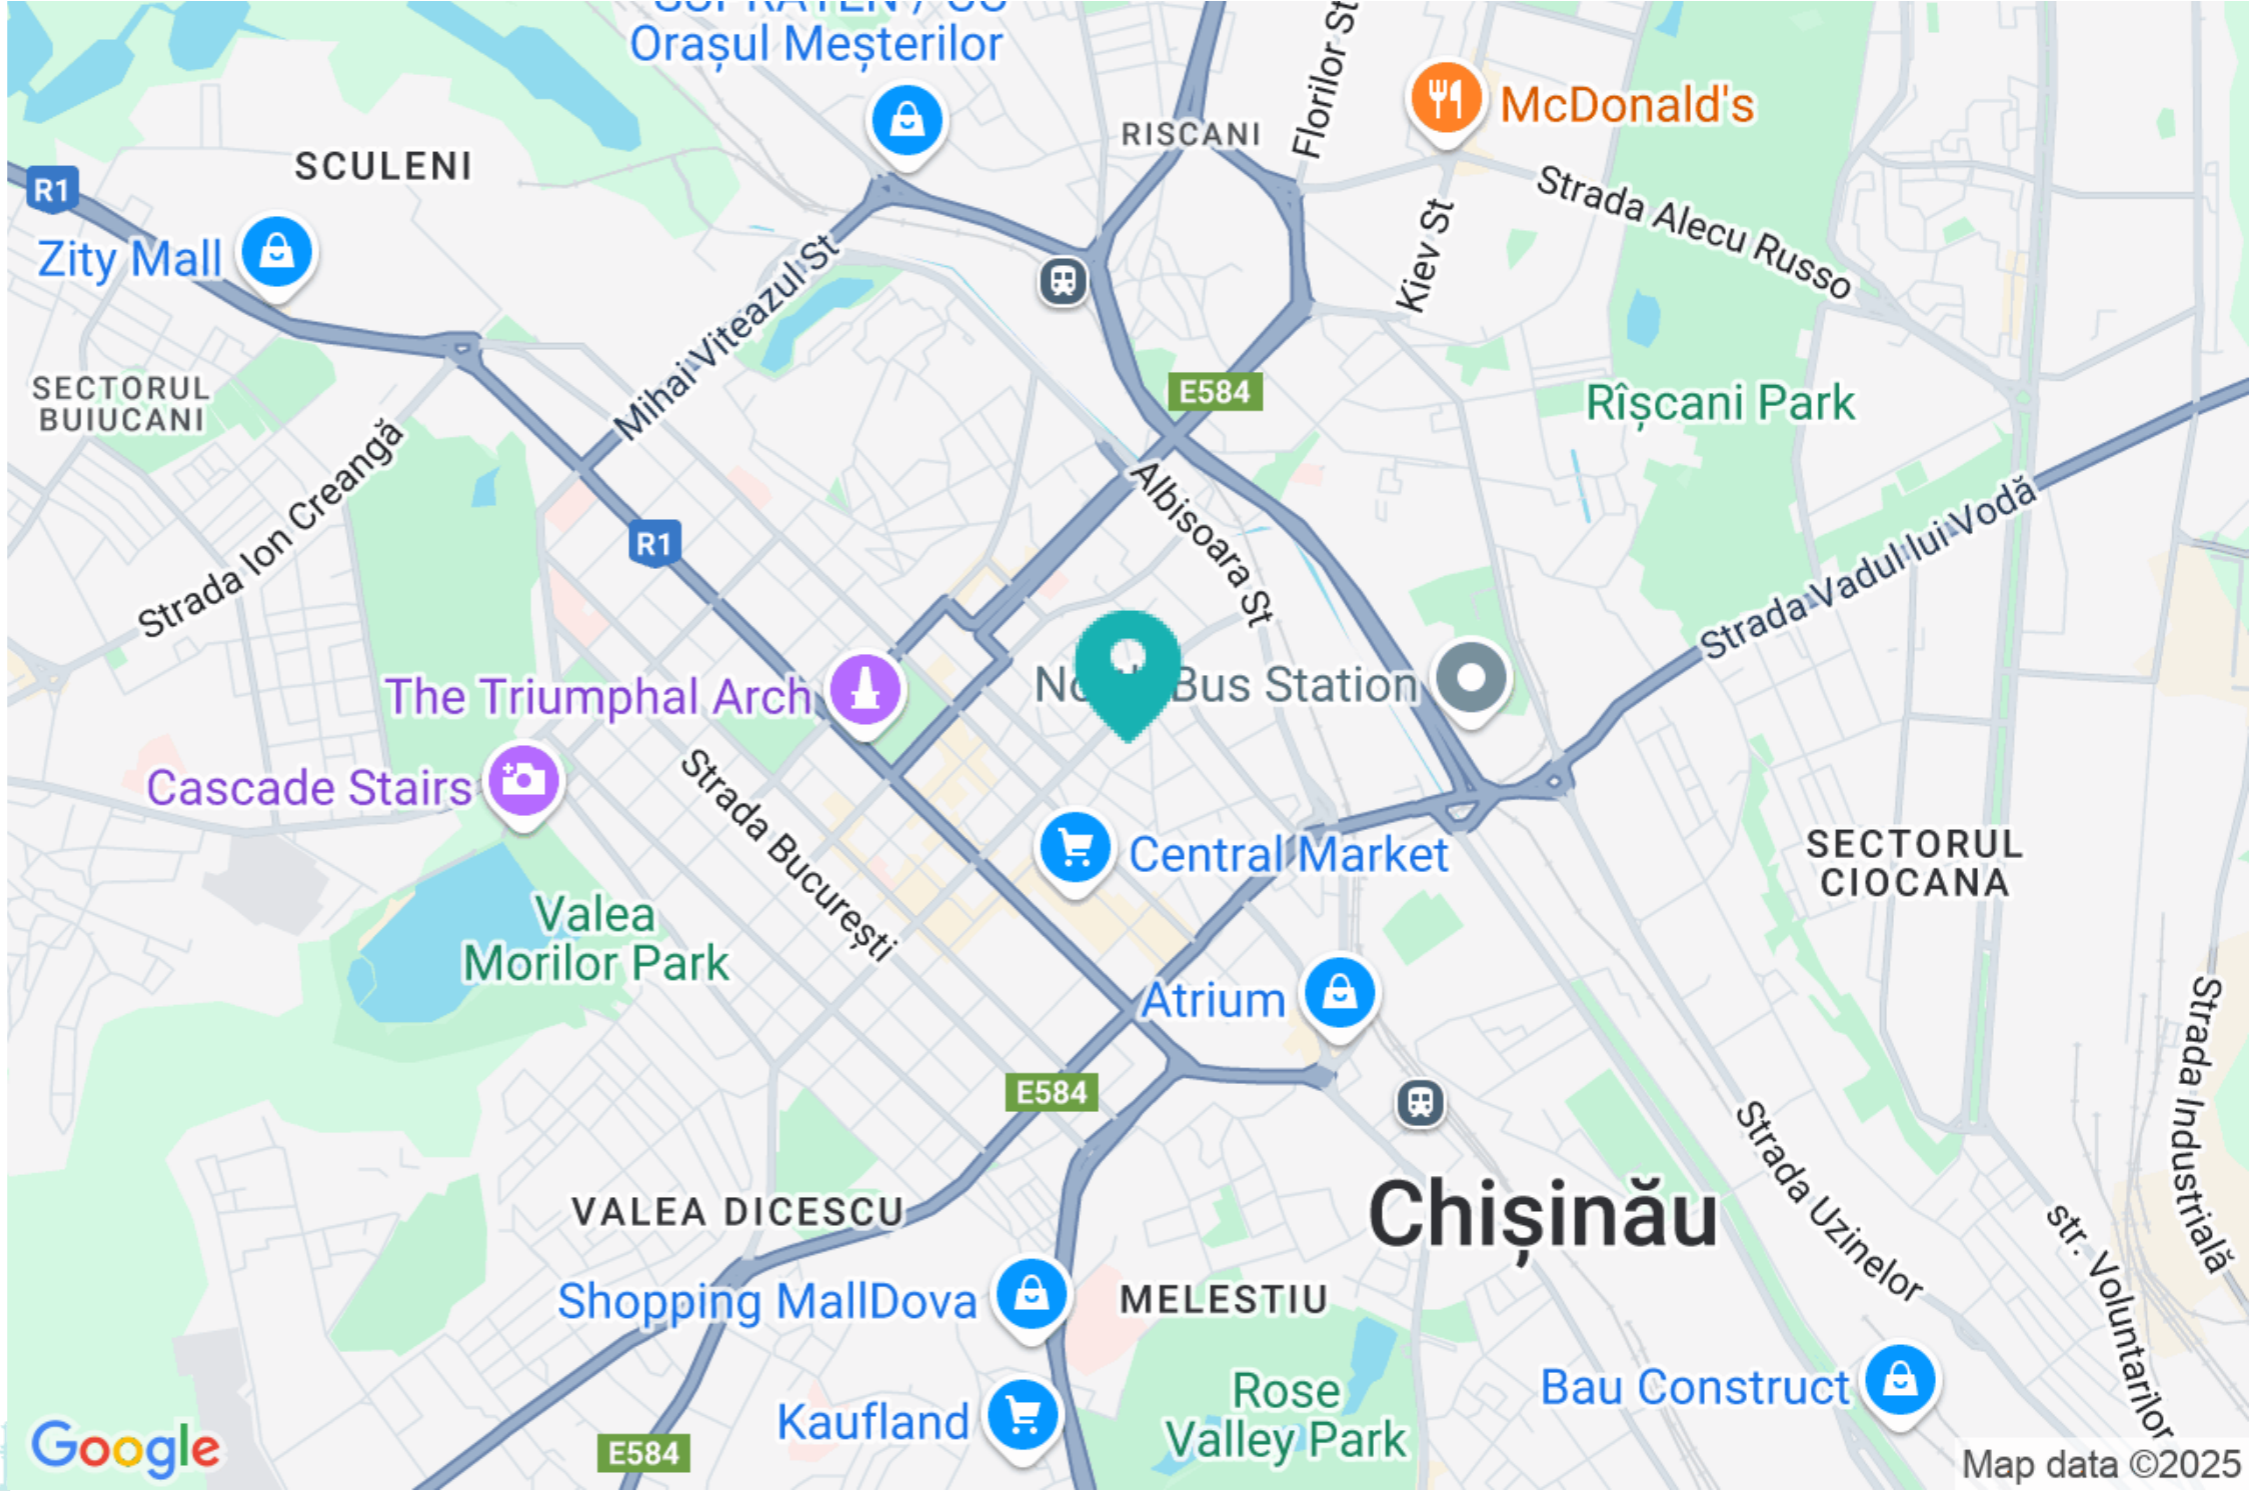 Orașul Meșterilor
RISCANI
Florilor St
McDonald's
SCULENI
R1
Zity Mall
Strada Alecu Russo
Kiev St
Mihai Viteazul St
SECTORUL
BUIUCANI
E584
Rîșcani Park
Strada Ion Creangă
R1
Albisoara St
Strada Vadul lui Vodă
The Triumphal Arch
Bus Station
Cascade Stairs
Strada București
Central Market
SECTORUL
CIOCANA
Valea
Morilor Park
Atrium
E584
Strada Industrială
Strada Uzinelor
VALEA DICESCU
Chișinău
str. Voluntarilor
Shopping MallDova
MELESTIU
Kaufland
Rose
Valley Park
Bau Construct
Google
E584
Map data ©2025